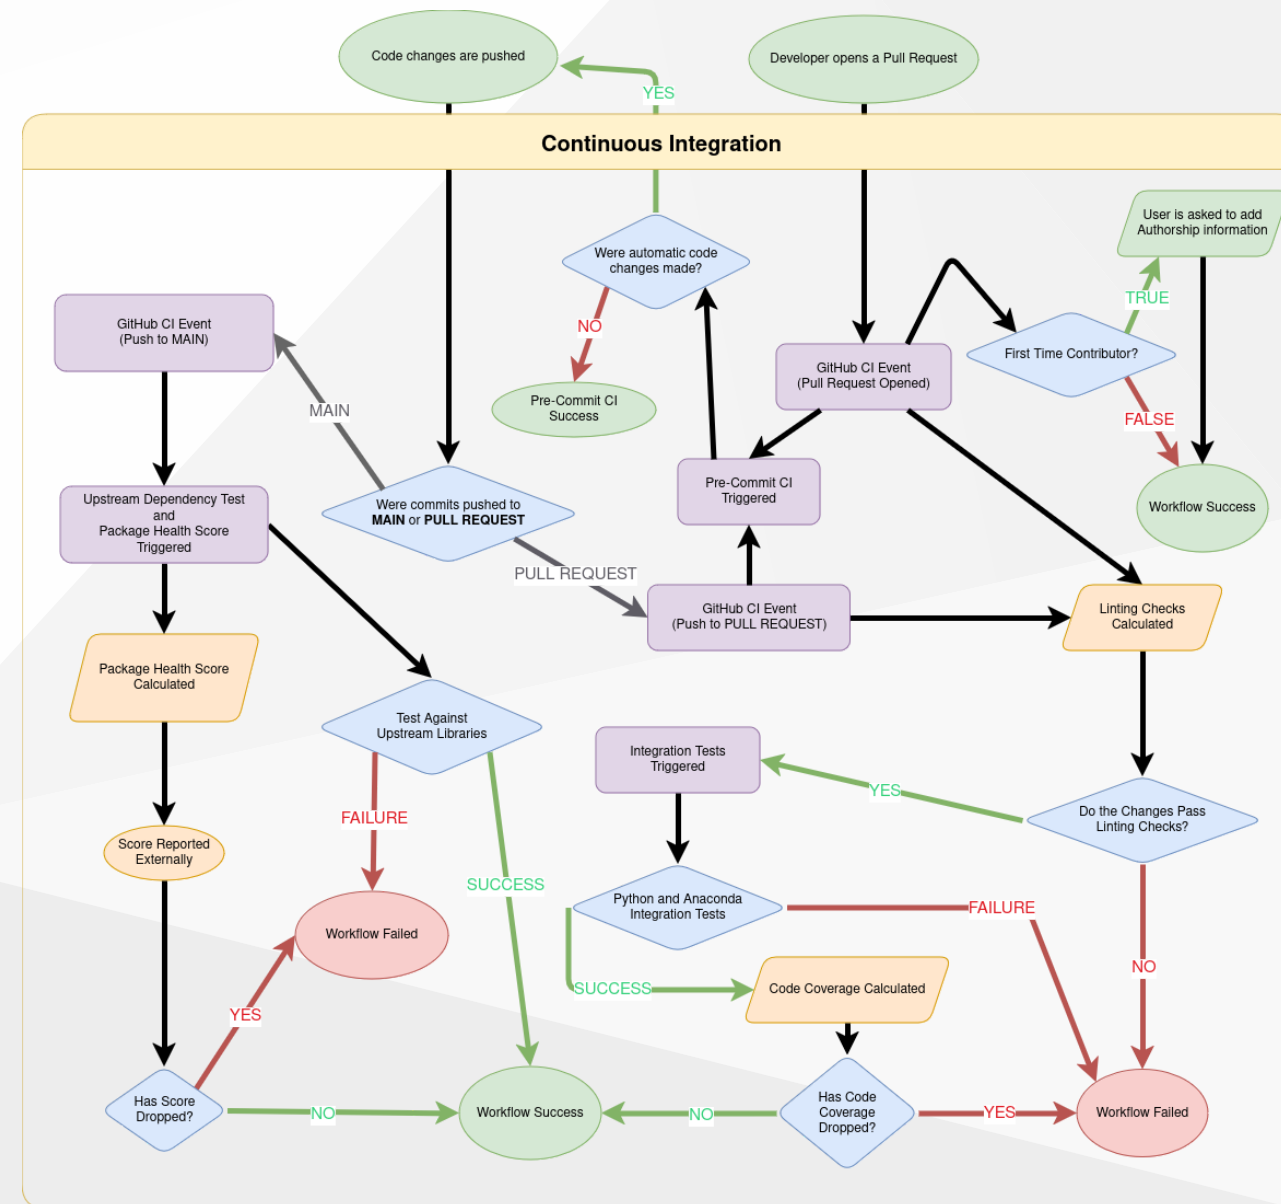 Code changes are pushed
Developer opens a Pull Request
YES
Continuous Integration
User is asked to add
Authorship information
Were automatic code
changes made?
TRUE
GitHub CI Event
(Push to MAIN)
NO
First Time Contributor?
GitHub CI Event
(Pull Request Opened)
MAIN
Pre-Commit CI
Success
FALSE
Upstream Dependency Test
and
Package Health Score
Triggered
Were commits pushed to
MAIN or PULL REQUEST
Pre-Commit CI
Triggered
Workflow Success
PULL REQUEST
GitHub CI Event
(Push to PULL REQUEST)
Linting Checks
Calculated
Package Health Score
Calculated
Test Against
Upstream Libraries
Integration Tests
Triggered
YES
Do the Changes Pass
Linting Checks?
FAILURE
Score Reported
Externally
SUCCESS
Python and Anaconda
Integration Tests
FAILURE
Workflow Failed
NO
SUCCESS
Code Coverage Calculated
YES
Has Score
Dropped?
NO
Workflow Success
NO
Has Code
Coverage
Dropped?
YES
Workflow Failed